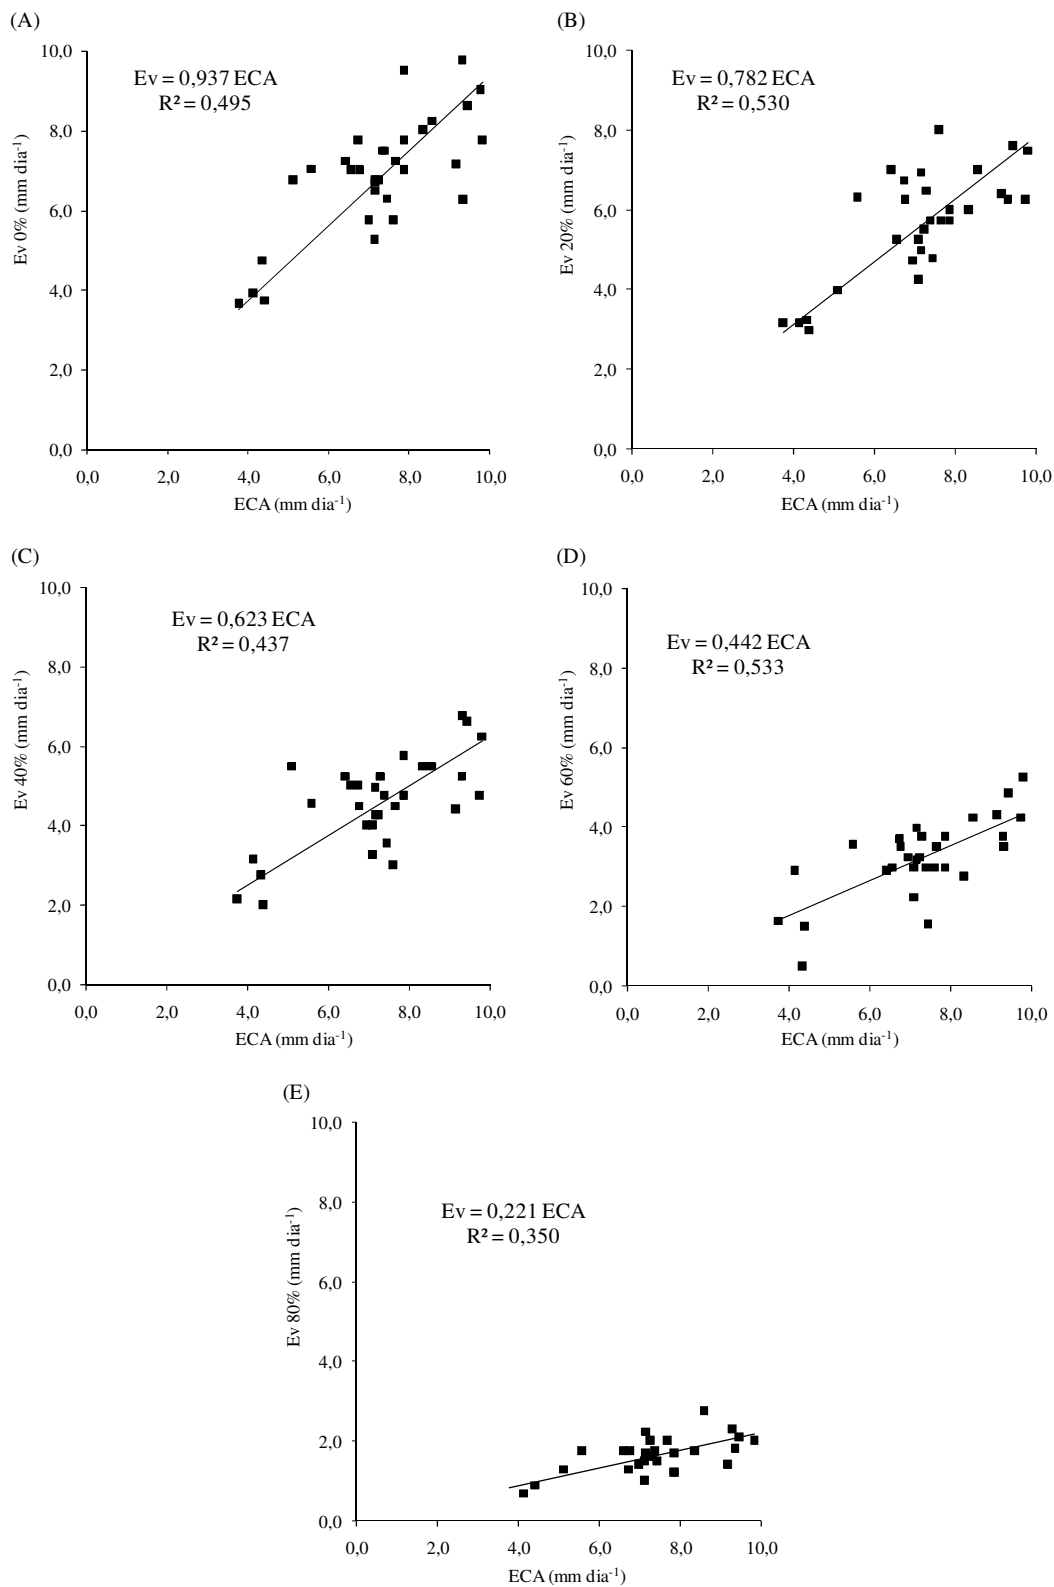 (A)
Ev = 0,937 ECA
R² = 0,495
Ev 0% (mm dia⁻¹)
10,0
8,0
6,0
4,0
2,0
0,0
0,0
2,0
4,0
6,0
8,0
10,0
ECA (mm dia⁻¹)
(B)
Ev = 0,782 ECA
R² = 0,530
Ev 20% (mm dia⁻¹)
10,0
8,0
6,0
4,0
2,0
0,0
0,0
2,0
4,0
6,0
8,0
10,0
ECA (mm dia⁻¹)
(C)
Ev = 0,623 ECA
R² = 0,437
Ev 40% (mm dia⁻¹)
10,0
8,0
6,0
4,0
2,0
0,0
0,0
4,0
2,0
6,0
8,0
10,0
ECA (mm dia⁻¹)
(D)
Ev = 0,442 ECA
R² = 0,533
Ev 60% (mm dia⁻¹)
10,0
8,0
6,0
4,0
2,0
0,0
0,0
2,0
4,0
6,0
8,0
10,0
ECA (mm dia⁻¹)
(E)
Ev = 0,221 ECA
R² = 0,350
Ev 80% (mm dia⁻¹)
10,0
8,0
6,0
4,0
2,0
0,0
0,0
2,0
4,0
6,0
8,0
10,0
ECA (mm dia⁻¹)